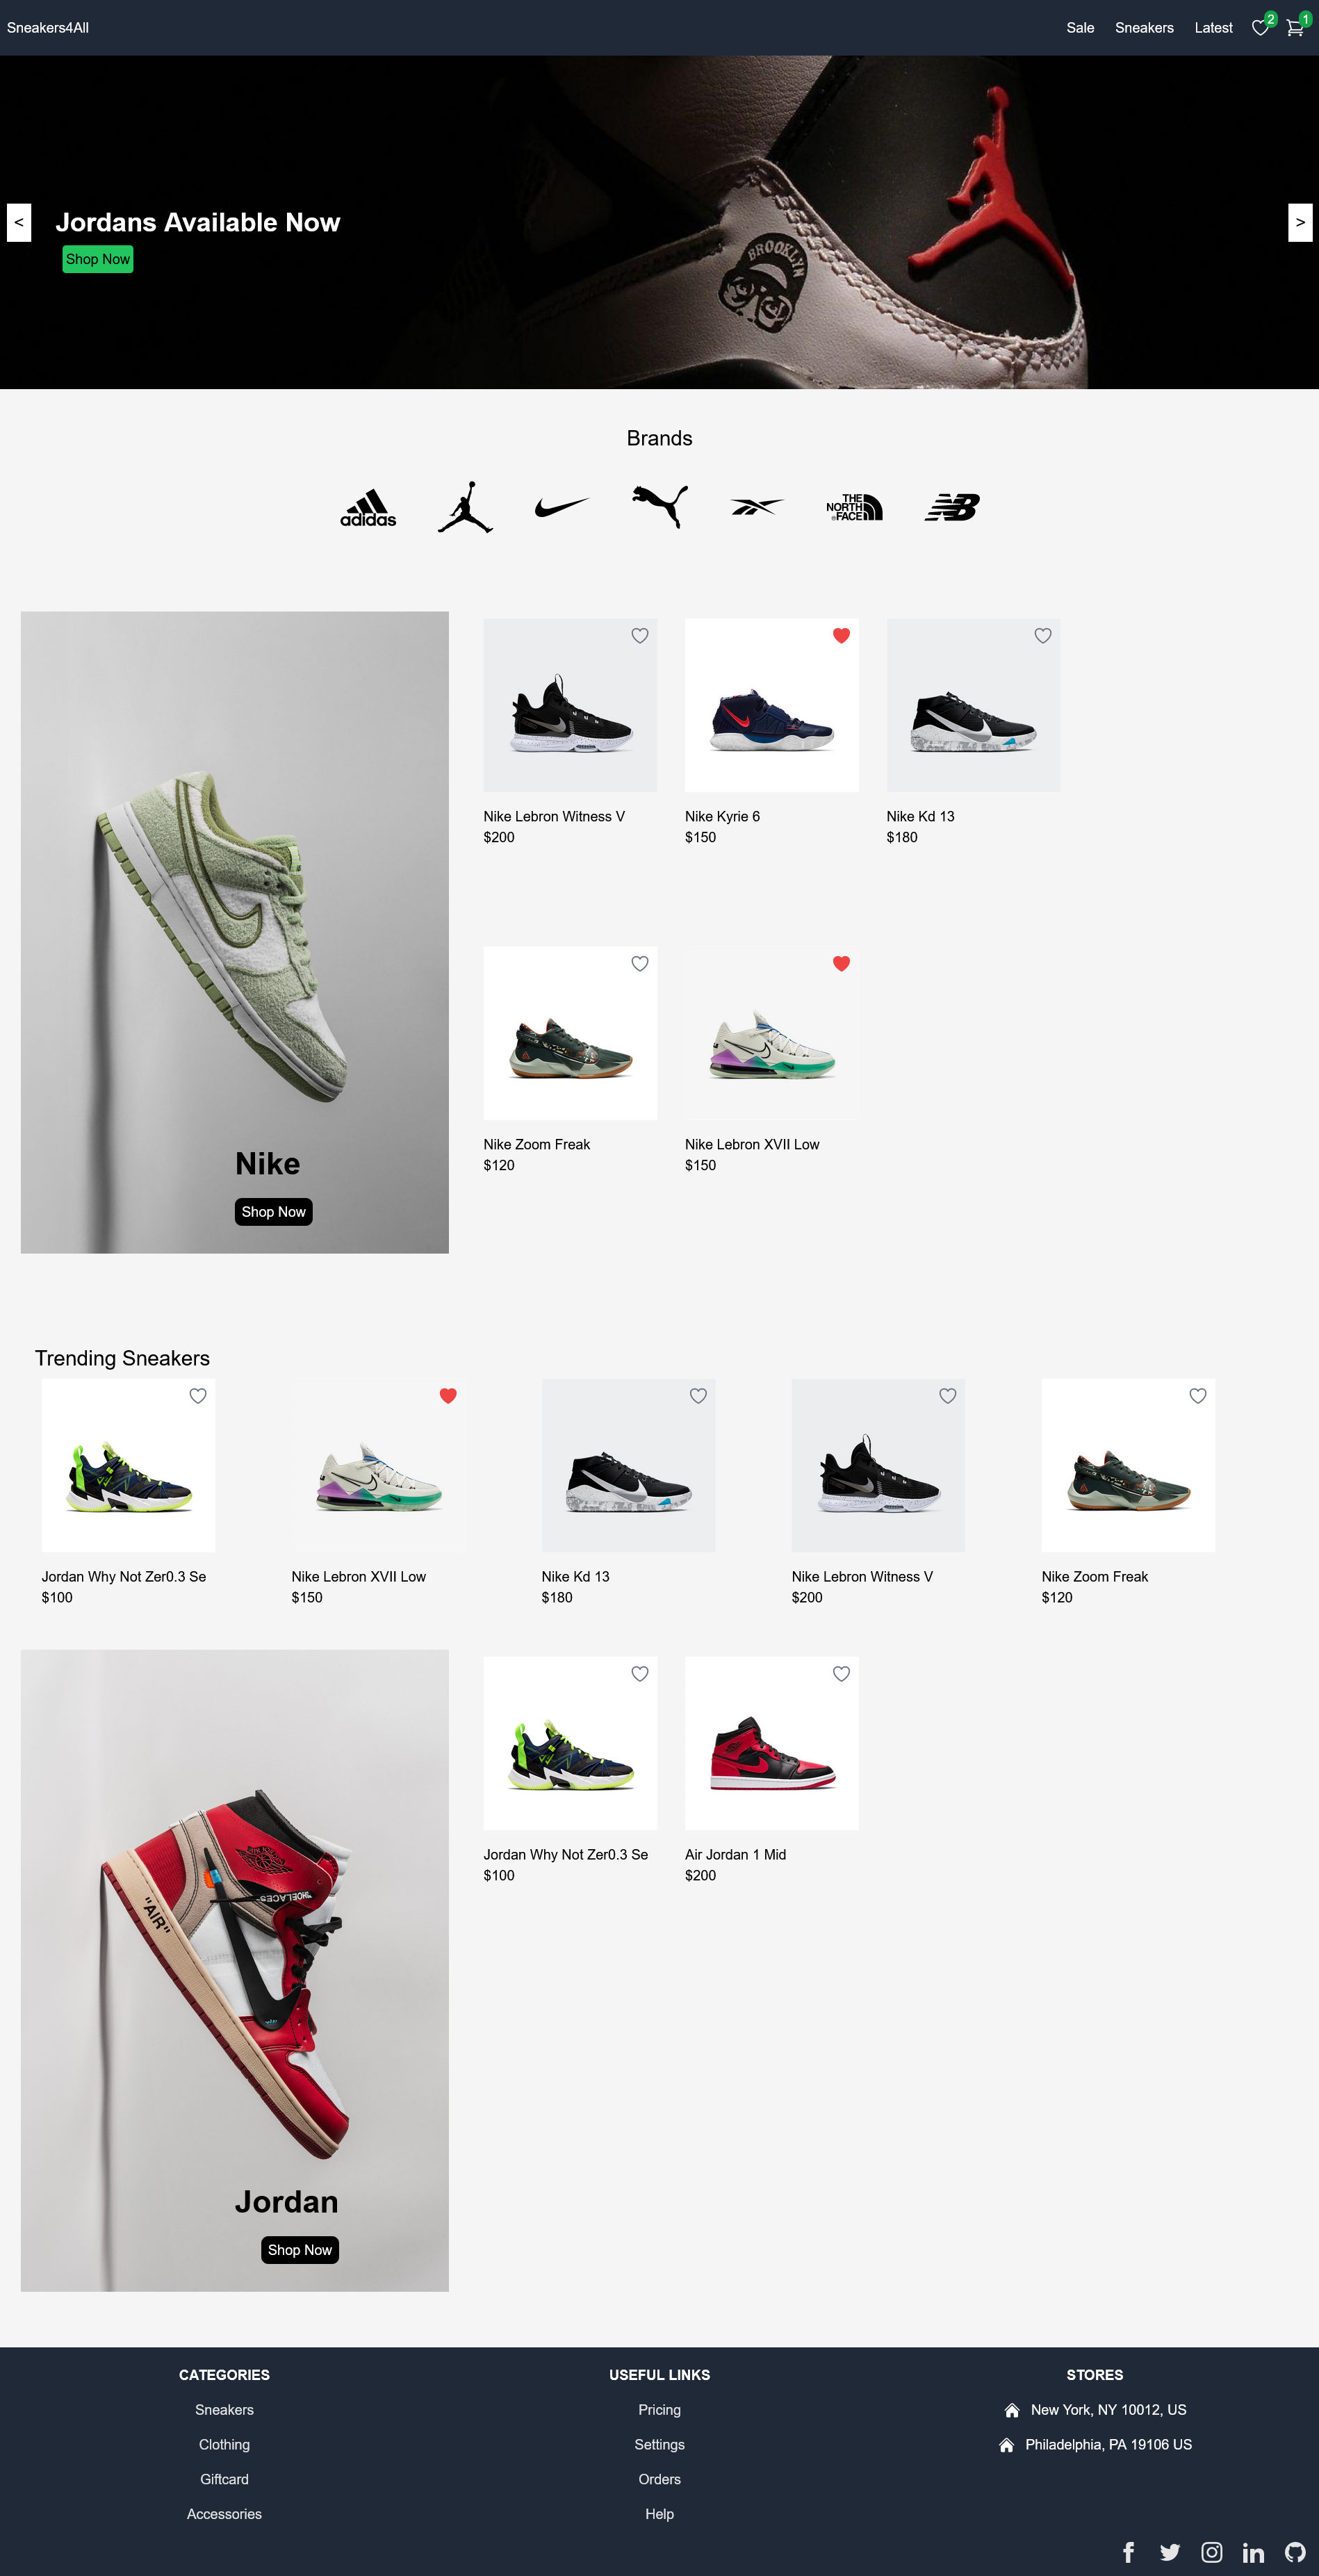 Sneakers4All
Sale
Sneakers
Latest
2
1
BROOKLYN
<
Jordans Available Now
Shop Now
>
Brands
adidas
THE
NORTH
FACE
NB
Nike Lebron Witness V
$200
Nike Kyrie 6
$150
Nike Kd 13
$180
Nike Zoom Freak
$120
Nike Lebron XVII Low
$150
Nike
Shop Now
Trending Sneakers
Jordan Why Not Zer0.3 Se
$100
Nike Lebron XVII Low
$150
Nike Kd 13
$180
Nike Lebron Witness V
$200
Nike Zoom Freak
$120
"AIR"
SHOELACES"
Jordan
Shop Now
Jordan Why Not Zer0.3 Se
$100
Air Jordan 1 Mid
$200
CATEGORIES
Sneakers
Clothing
Giftcard
Accessories
USEFUL LINKS
Pricing
Settings
Orders
Help
STORES
New York, NY 10012, US
Philadelphia, PA 19106 US